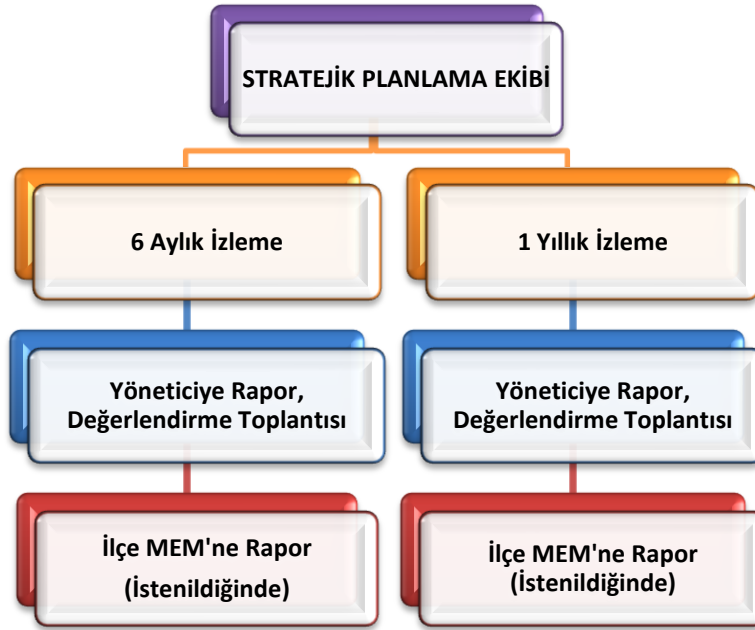 STRATEJİK PLANLAMA EKİBİ
6 Aylık İzleme
1 Yıllık İzleme
Yöneticiye Rapor,
Değerlendirme Toplantısı
Yöneticiye Rapor,
Değerlendirme Toplantısı
İlçe MEM'ne Rapor
(İstenildiğinde)
İlçe MEM'ne Rapor
(İstenildiğinde)